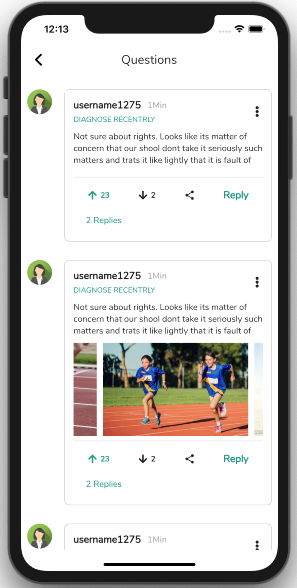 12:13
Questions
username1275 1Min
DIAGNOSE RECENTRLY
Not sure about rights. Looks like its matter of
concern that our shool dont take it seriously such
matters and trats it like lightly that it is fault of
23 2 Reply
2 Replies
username1275 1Min
DIAGNOSE RECENTRLY
Not sure about rights. Looks like its matter of
concern that our shool dont take it seriously such
matters and trats it like lightly that it is fault of
23 2 Reply
2 Replies
username1275 1Min